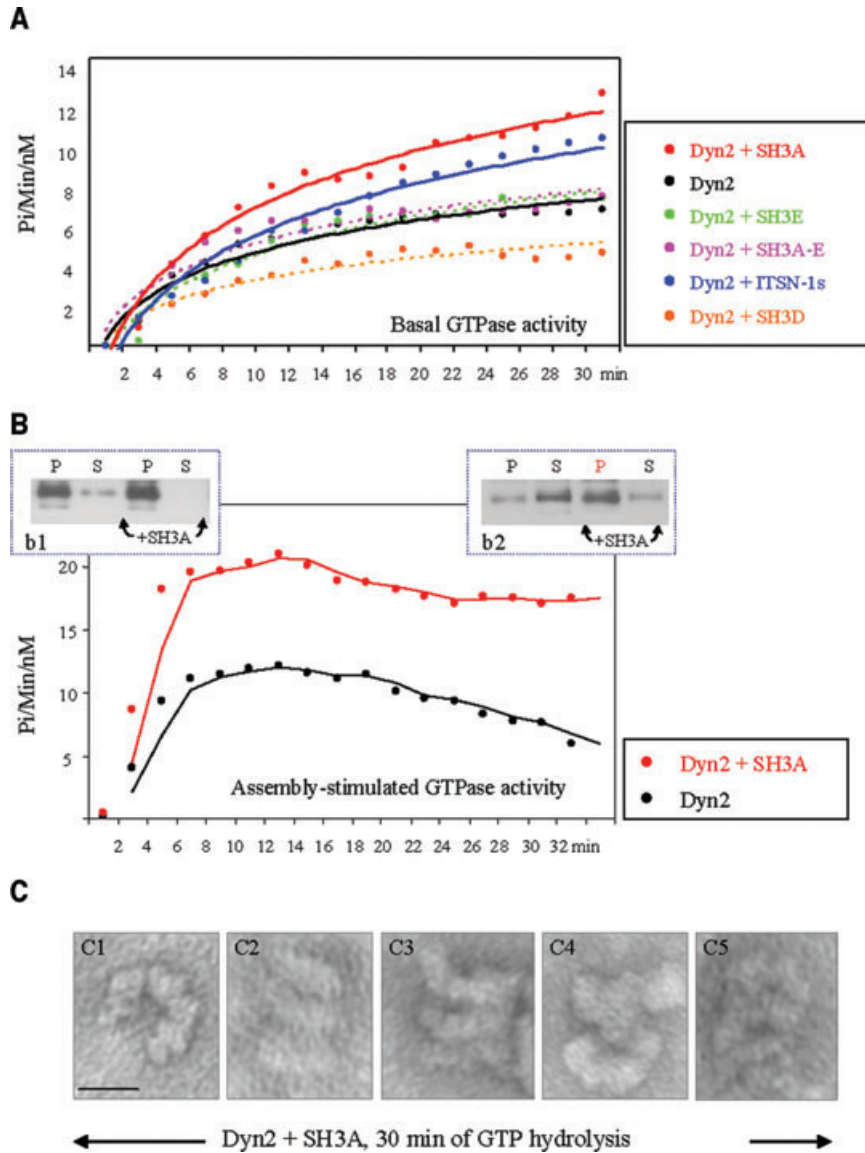 A
14
12
10
8
6
4
2
Pi/Min/nM
2 4 6 8 10 12 14 16 18 20 22 24 26 28 30 min
Basal GTPase activity
Dyn2 + SH3A
Dyn2
Dyn2 + SH3E
Dyn2 + SH3A-E
Dyn2 + ITSN-1s
Dyn2 + SH3D
B
P S P S
+SH3A
b1
P S P S
+SH3A
b2
20
15
10
5
Pi/Min/nM
2 4 6 8 10 12 14 16 18 20 22 24 26 28 30 32 min
Assembly-stimulated GTPase activity
Dyn2 + SH3A
Dyn2
C
C1 C2 C3 C4 C5
Dyn2 + SH3A, 30 min of GTP hydrolysis